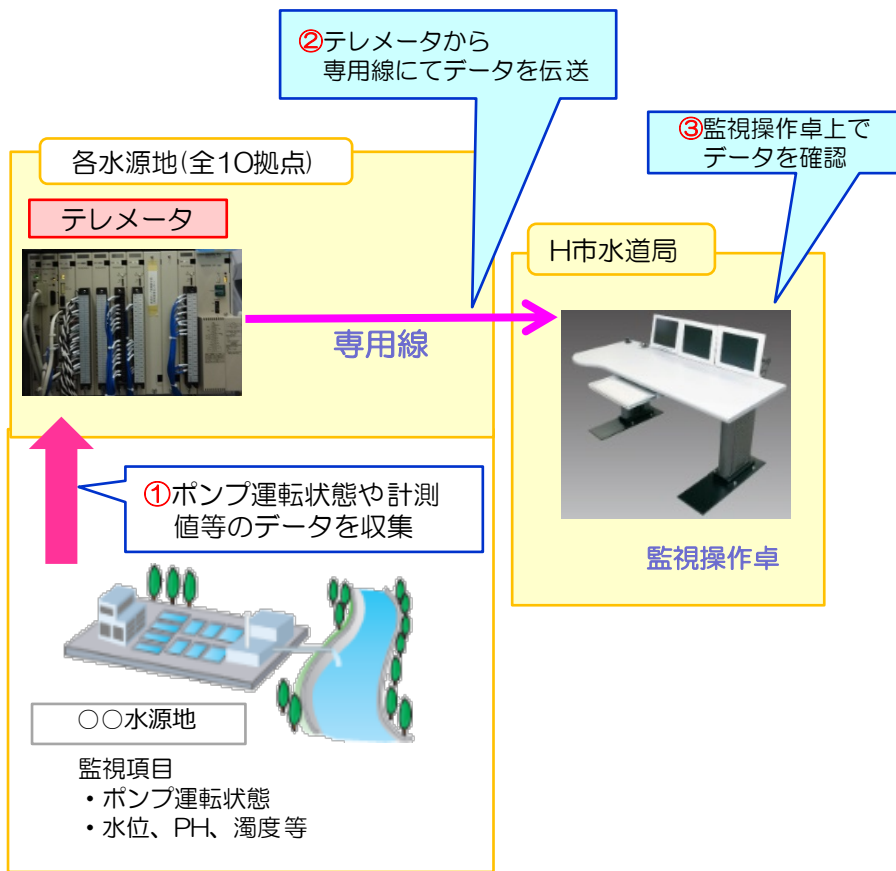 ②テレメータから
専用線にてデータを伝送
③監視操作卓上で
データを確認
各水源地(全10拠点)
テレメータ
H市水道局
専用線
①ポンプ運転状態や計測
値等のデータを収集
監視操作卓
○○水源地
監視項目
・ポンプ運転状態
・水位、PH、濁度等